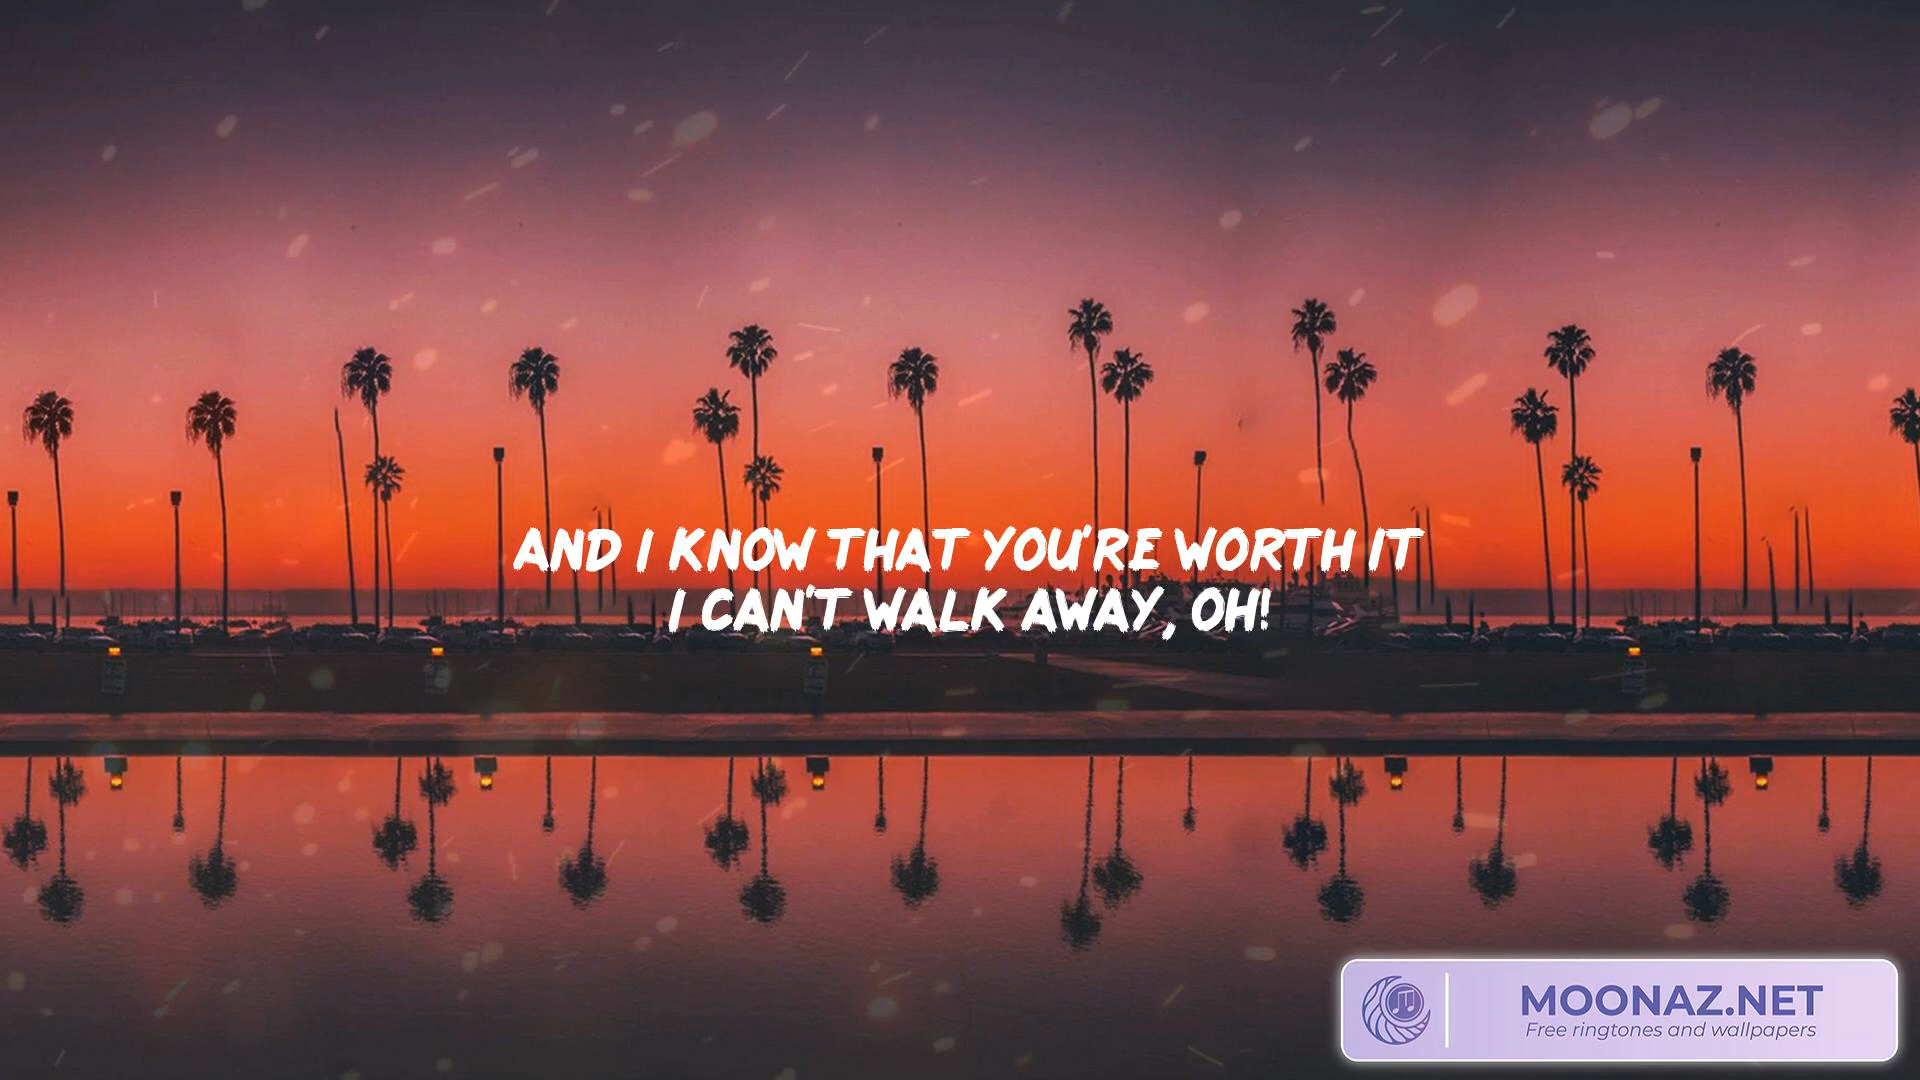 AND I KNOW THAT YOU'RE WORTH IT
I CAN'T WALK AWAY, OH!
MOONAZ.NET
Free ringtones and wallpapers